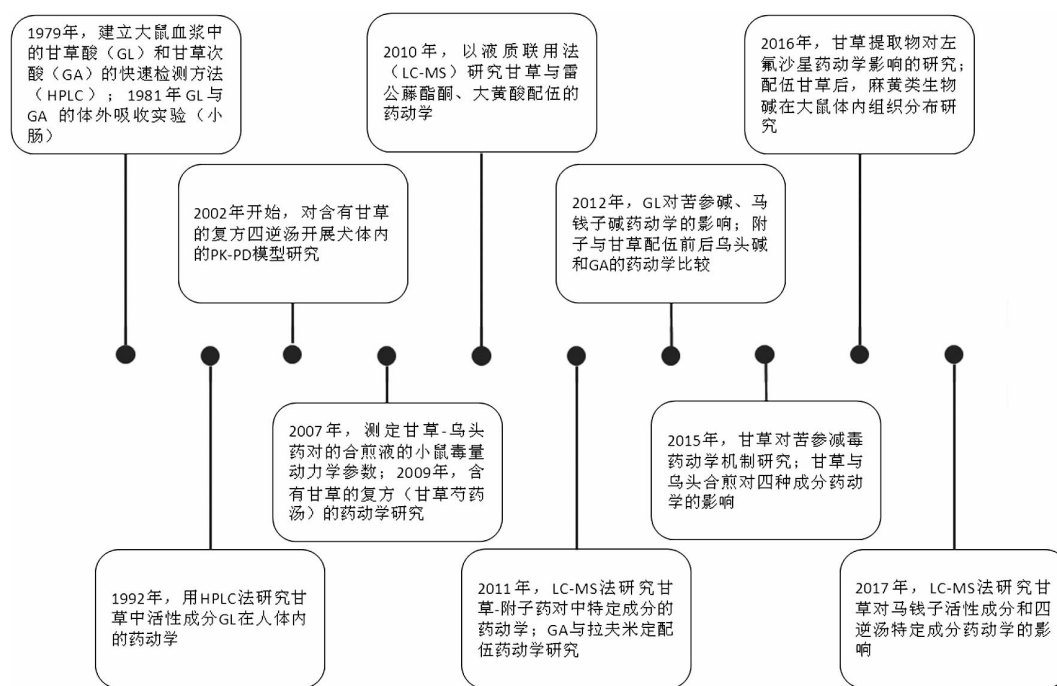 1979年，建立大鼠血浆中
的甘草酸（GL）和甘草次
酸（GA）的快速检测方法
（HPLC）；1981年GL与
GA 的体外吸收实验（小
肠）
2010年，以液质联用法
（LC-MS）研究甘草与雷
公藤酯酮、大黄酸配伍的
药动学
2016年，甘草提取物对左
氟沙星药动学影响的研究；
配伍甘草后，麻黄类生物
碱在大鼠体内组织分布研
究
2002年开始，对含有甘草
的复方四逆汤开展犬体内
的PK-PD模型研究
2012年，GL对苦参碱、马
钱子碱药动学的影响；附
子与甘草配伍前后乌头碱
和GA的药动学比较
2007年，测定甘草-乌头
药对的合煎液的小鼠毒量
动力学参数；2009年，含
有甘草的复方（甘草芍药
汤）的药动学研究
2015年，甘草对苦参减毒
药动学机制研究；甘草与
乌头合煎对四种成分药动
学的影响
1992年，用HPLC法研究甘
草中活性成分GL在人体内
的药动学
2011年，LC-MS法研究甘草
-附子药对中特定成分的
药动学；GA与拉夫米定配
伍药动学研究
2017年，LC-MS法研究甘草
对马钱子活性成分和四
逆汤特定成分药动学的影
响